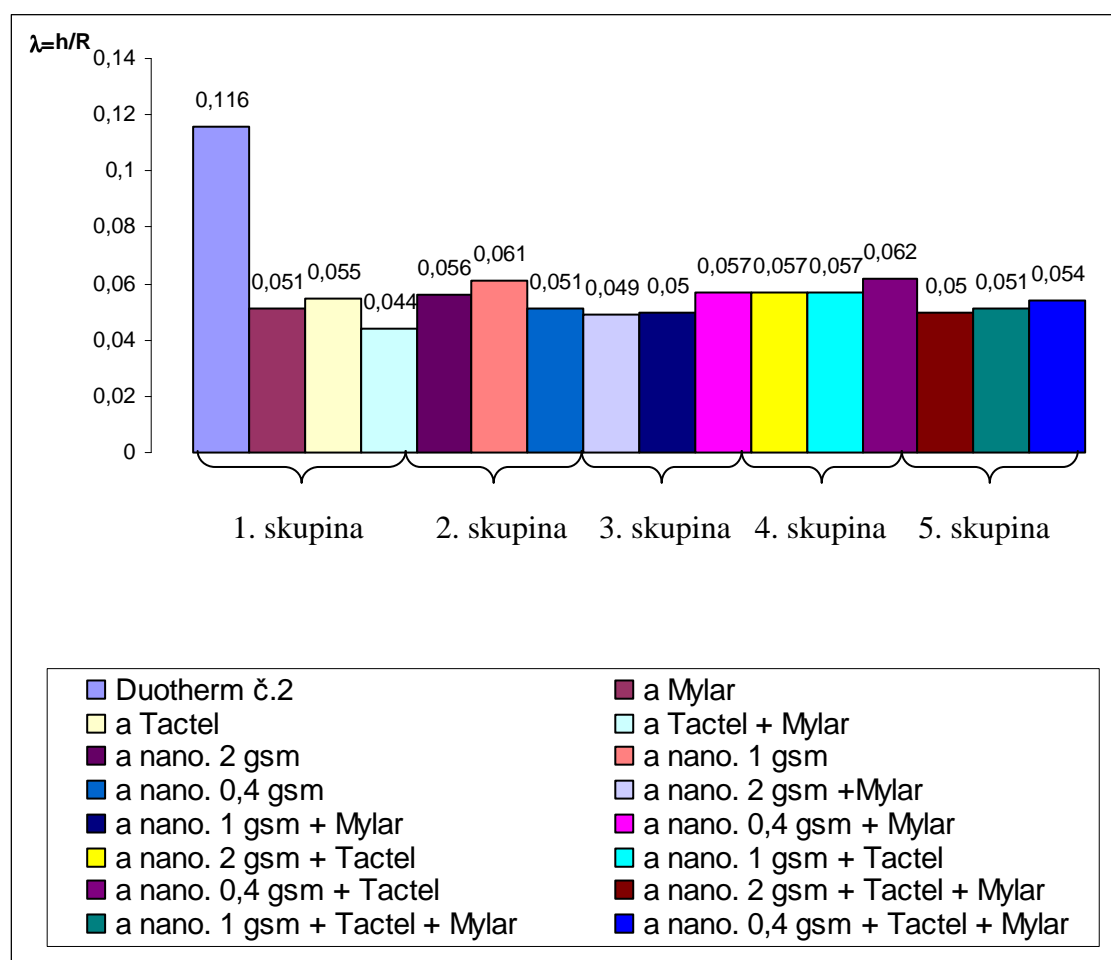 λ=h/R
0,14
0,12
0,1
0,08
0,06
0,04
0,02
0
0,116
0,051
0,055
0,044
0,056
0,061
0,051
0,049
0,05
0,057
0,057
0,057
0,062
0,05
0,051
0,054
1. skupina 2. skupina 3. skupina 4. skupina 5. skupina
Duotherm č.2 a Mylar
a Tactel a Tactel + Mylar
a nano. 2 gsm a nano. 1 gsm
a nano. 0,4 gsm a nano. 2 gsm +Mylar
a nano. 1 gsm + Mylar a nano. 0,4 gsm + Mylar
a nano. 2 gsm + Tactel a nano. 1 gsm + Tactel
a nano. 0,4 gsm + Tactel a nano. 2 gsm + Tactel + Mylar
a nano. 1 gsm + Tactel + Mylar a nano. 0,4 gsm + Tactel + Mylar